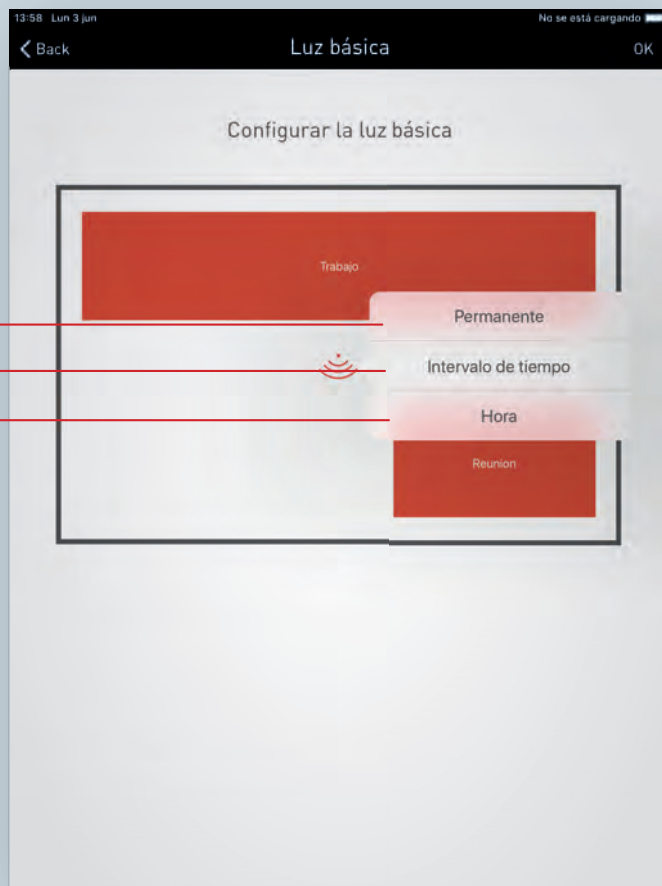 13:58 Lun 3 jun No se está cargando
Back Luz básica OK
Configurar la luz básica
Trabajo
Permanente
Intervalo de tiempo
Hora
Reunion